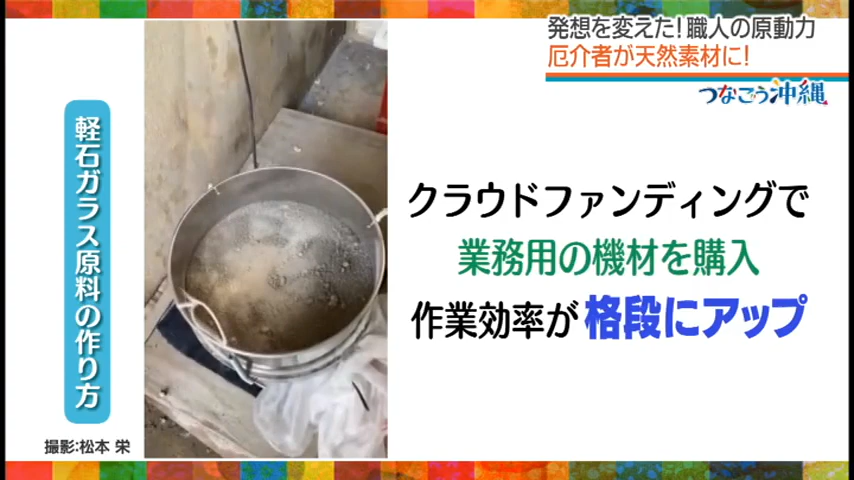 発想を変えた!職人の原動力
厄介者が天然素材に!
つなごう沖縄
軽石ガラス原料の作り方
クラウドファンディングで
業務用の機材を購入
作業効率が格段にアップ
撮影:松本 栄